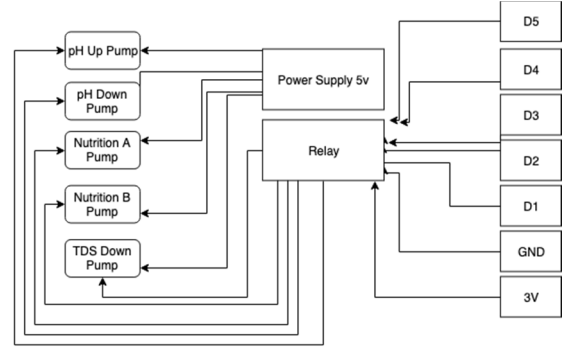 pH Up Pump
pH Down
Pump
Nutrition A
Pump
Nutrition B
Pump
TDS Down
Pump
Power Supply 5v
Relay
D5
D4
D3
D2
D1
GND
3V